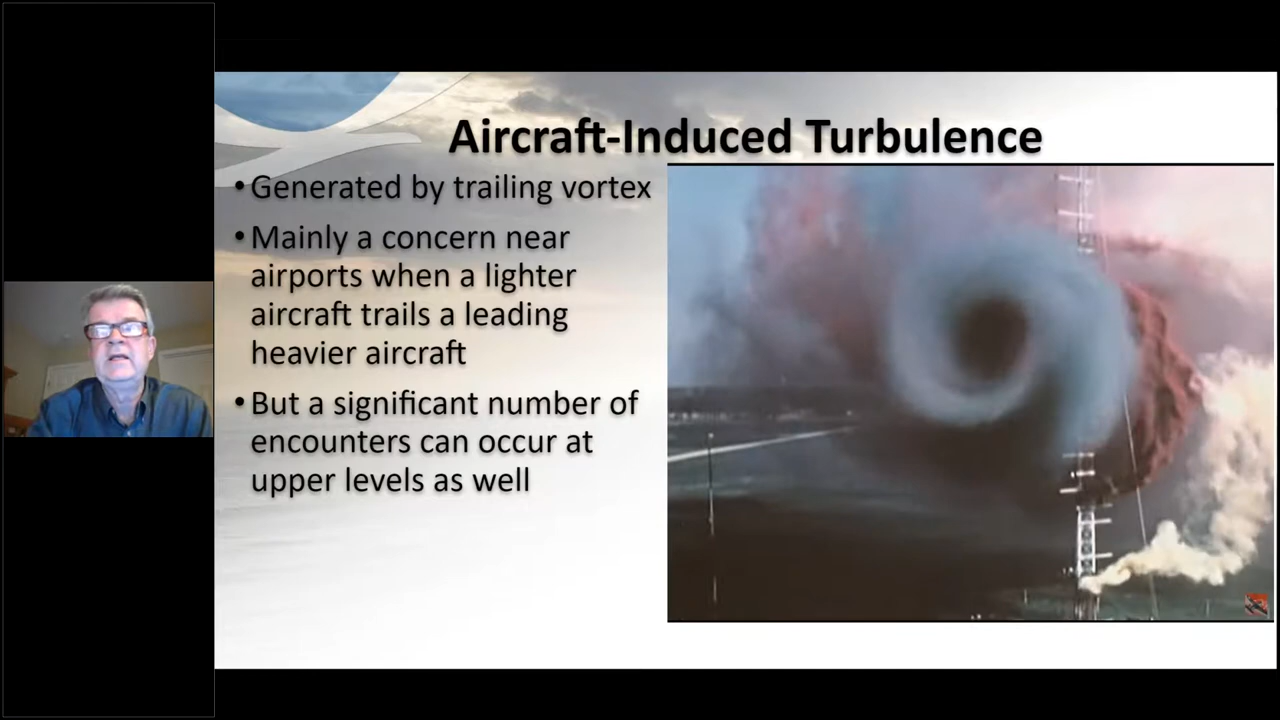 Aircraft-Induced Turbulence
•Generated by trailing vortex
•Mainly a concern near
airports when a lighter
aircraft trails a leading
heavier aircraft
•But a significant number of
encounters can occur at
upper levels as well